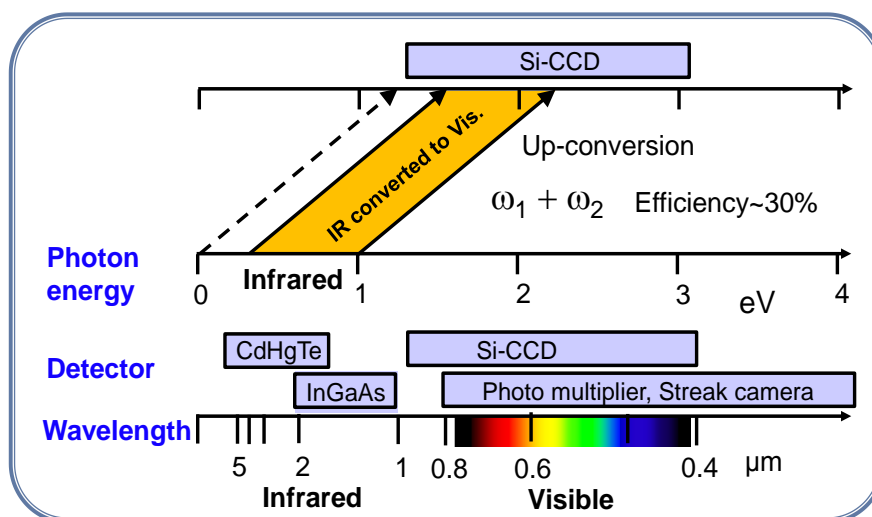 Si-CCD
IR converted to Vis.
Up-conversion
ω₁ + ω₂ Efficiency~30%
Photon energy
Infrared
0 1 2 3 eV 4
Detector
CdHgTe
Si-CCD
InGaAs
Photo multiplier, Streak camera
Wavelength
5 2 1 0.8 0.6 0.4 μm
Infrared
Visible